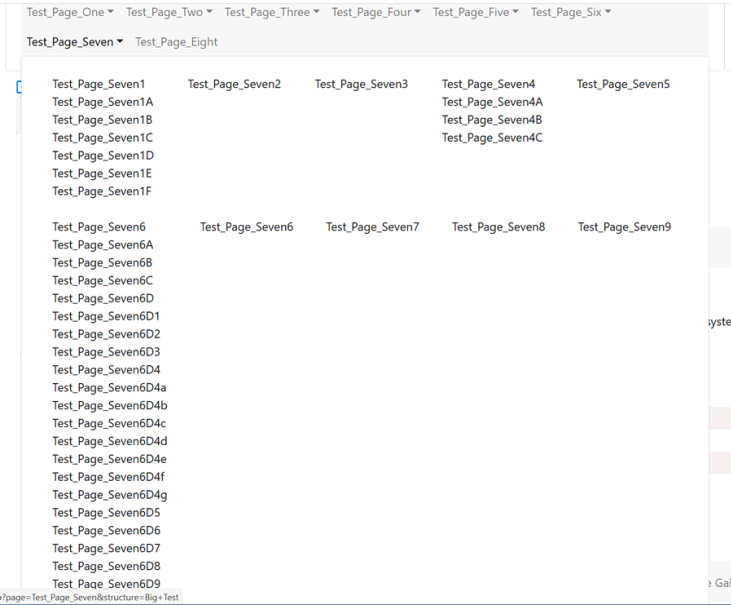 Test_Page_One Test_Page_Two Test_Page_Three Test_Page_Four Test_Page_Five Test_Page_Six
Test_Page_Seven Test_Page_Eight
Test_Page_Seven1 Test_Page_Seven2 Test_Page_Seven3 Test_Page_Seven4 Test_Page_Seven5
Test_Page_Seven1A Test_Page_Seven4A
Test_Page_Seven1B Test_Page_Seven4B
Test_Page_Seven1C Test_Page_Seven4C
Test_Page_Seven1D
Test_Page_Seven1E
Test_Page_Seven1F
Test_Page_Seven6 Test_Page_Seven6 Test_Page_Seven7 Test_Page_Seven8 Test_Page_Seven9
Test_Page_Seven6A
Test_Page_Seven6B
Test_Page_Seven6C
Test_Page_Seven6D
Test_Page_Seven6D1
syste
Test_Page_Seven6D2
Test_Page_Seven6D3
Test_Page_Seven6D4
Test_Page_Seven6D4a
Test_Page_Seven6D4b
Test_Page_Seven6D4c
Test_Page_Seven6D4d
Test_Page_Seven6D4e
Test_Page_Seven6D4f
Test_Page_Seven6D4g
Test_Page_Seven6D5
Test_Page_Seven6D6
Test_Page_Seven6D7
Test_Page_Seven6D8
Test_Page_Seven6D9 e Gal
?page=Test_Page_Seven&structure=Big+Test